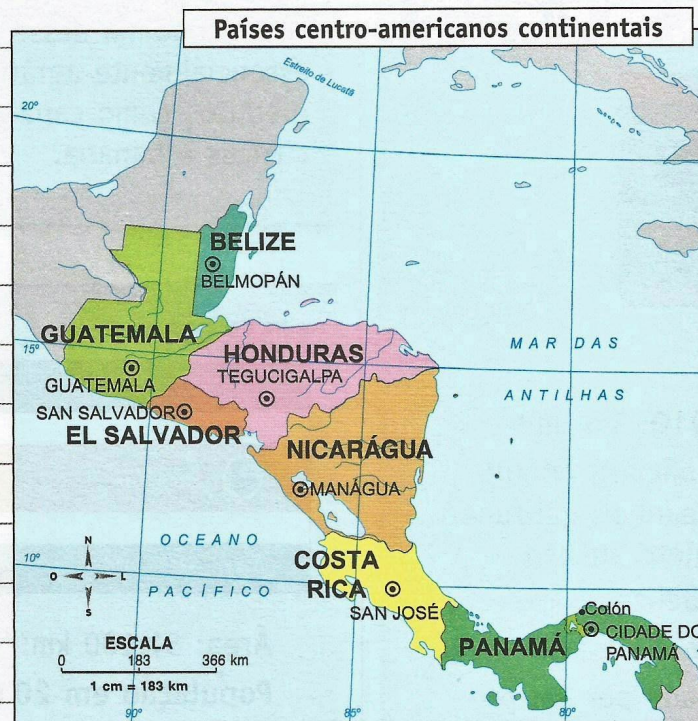 Países centro-americanos continentais
Estreito de Iucatã
20°
BELIZE
BELMOPÁN
GUATEMALA
15°
HONDURAS
MAR DAS
GUATEMALA
TEGUCIGALPA
ANTILHAS
SAN SALVADOR
EL SALVADOR
NICARÁGUA
MANÁGUA
OCEANO
N
COSTA
10°
RICA
O L
PACÍFICO
S
SAN JOSÉ
Colón
ESCALA
PANAMÁ
CIDADE DO
PANAMÁ
0 183 366 km
1 cm = 183 km
90°
85°
80°